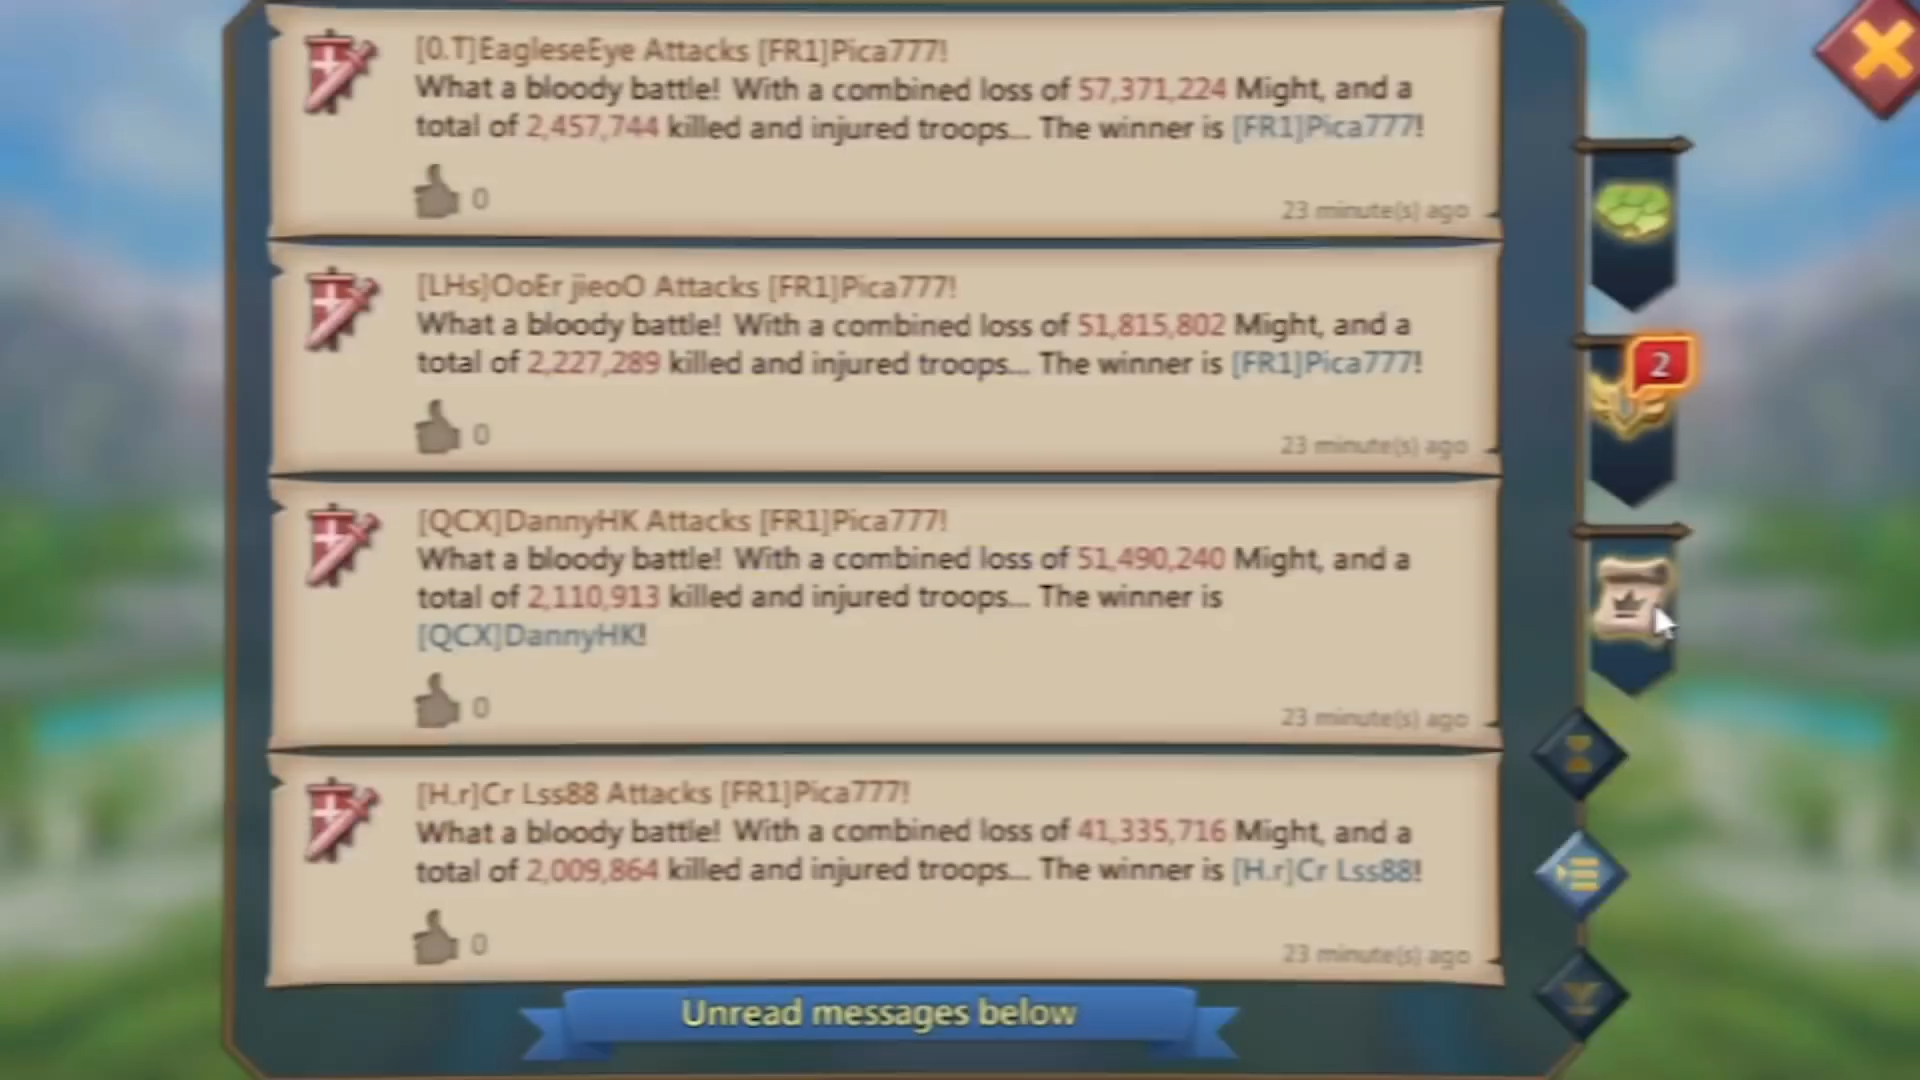 [0.T]EagleseEye Attacks [FR1]Pica777!
What a bloody battle! With a combined loss of 57,371,224 Might, and a
total of 2,457,744 killed and injured troops... The winner is [FR1]Pica777!
0
23 minute(s) ago
[LHs]OoEr jieoO Attacks [FR1]Pica777!
What a bloody battle! With a combined loss of 51,815,802 Might, and a
total of 2,227,289 killed and injured troops... The winner is [FR1]Pica777!
0
23 minute(s) ago
2
[QCX]DannyHK Attacks [FR1]Pica777!
What a bloody battle! With a combined loss of 51,490,240 Might, and a
total of 2,110,913 killed and injured troops... The winner is
[QCX]DannyHK!
0
23 minute(s) ago
[H.r]Cr Lss88 Attacks [FR1]Pica777!
What a bloody battle! With a combined loss of 41,335,716 Might, and a
total of 2,009,864 killed and injured troops... The winner is [H.r]Cr Lss88!
0
23 minute(s) ago
Unread messages below